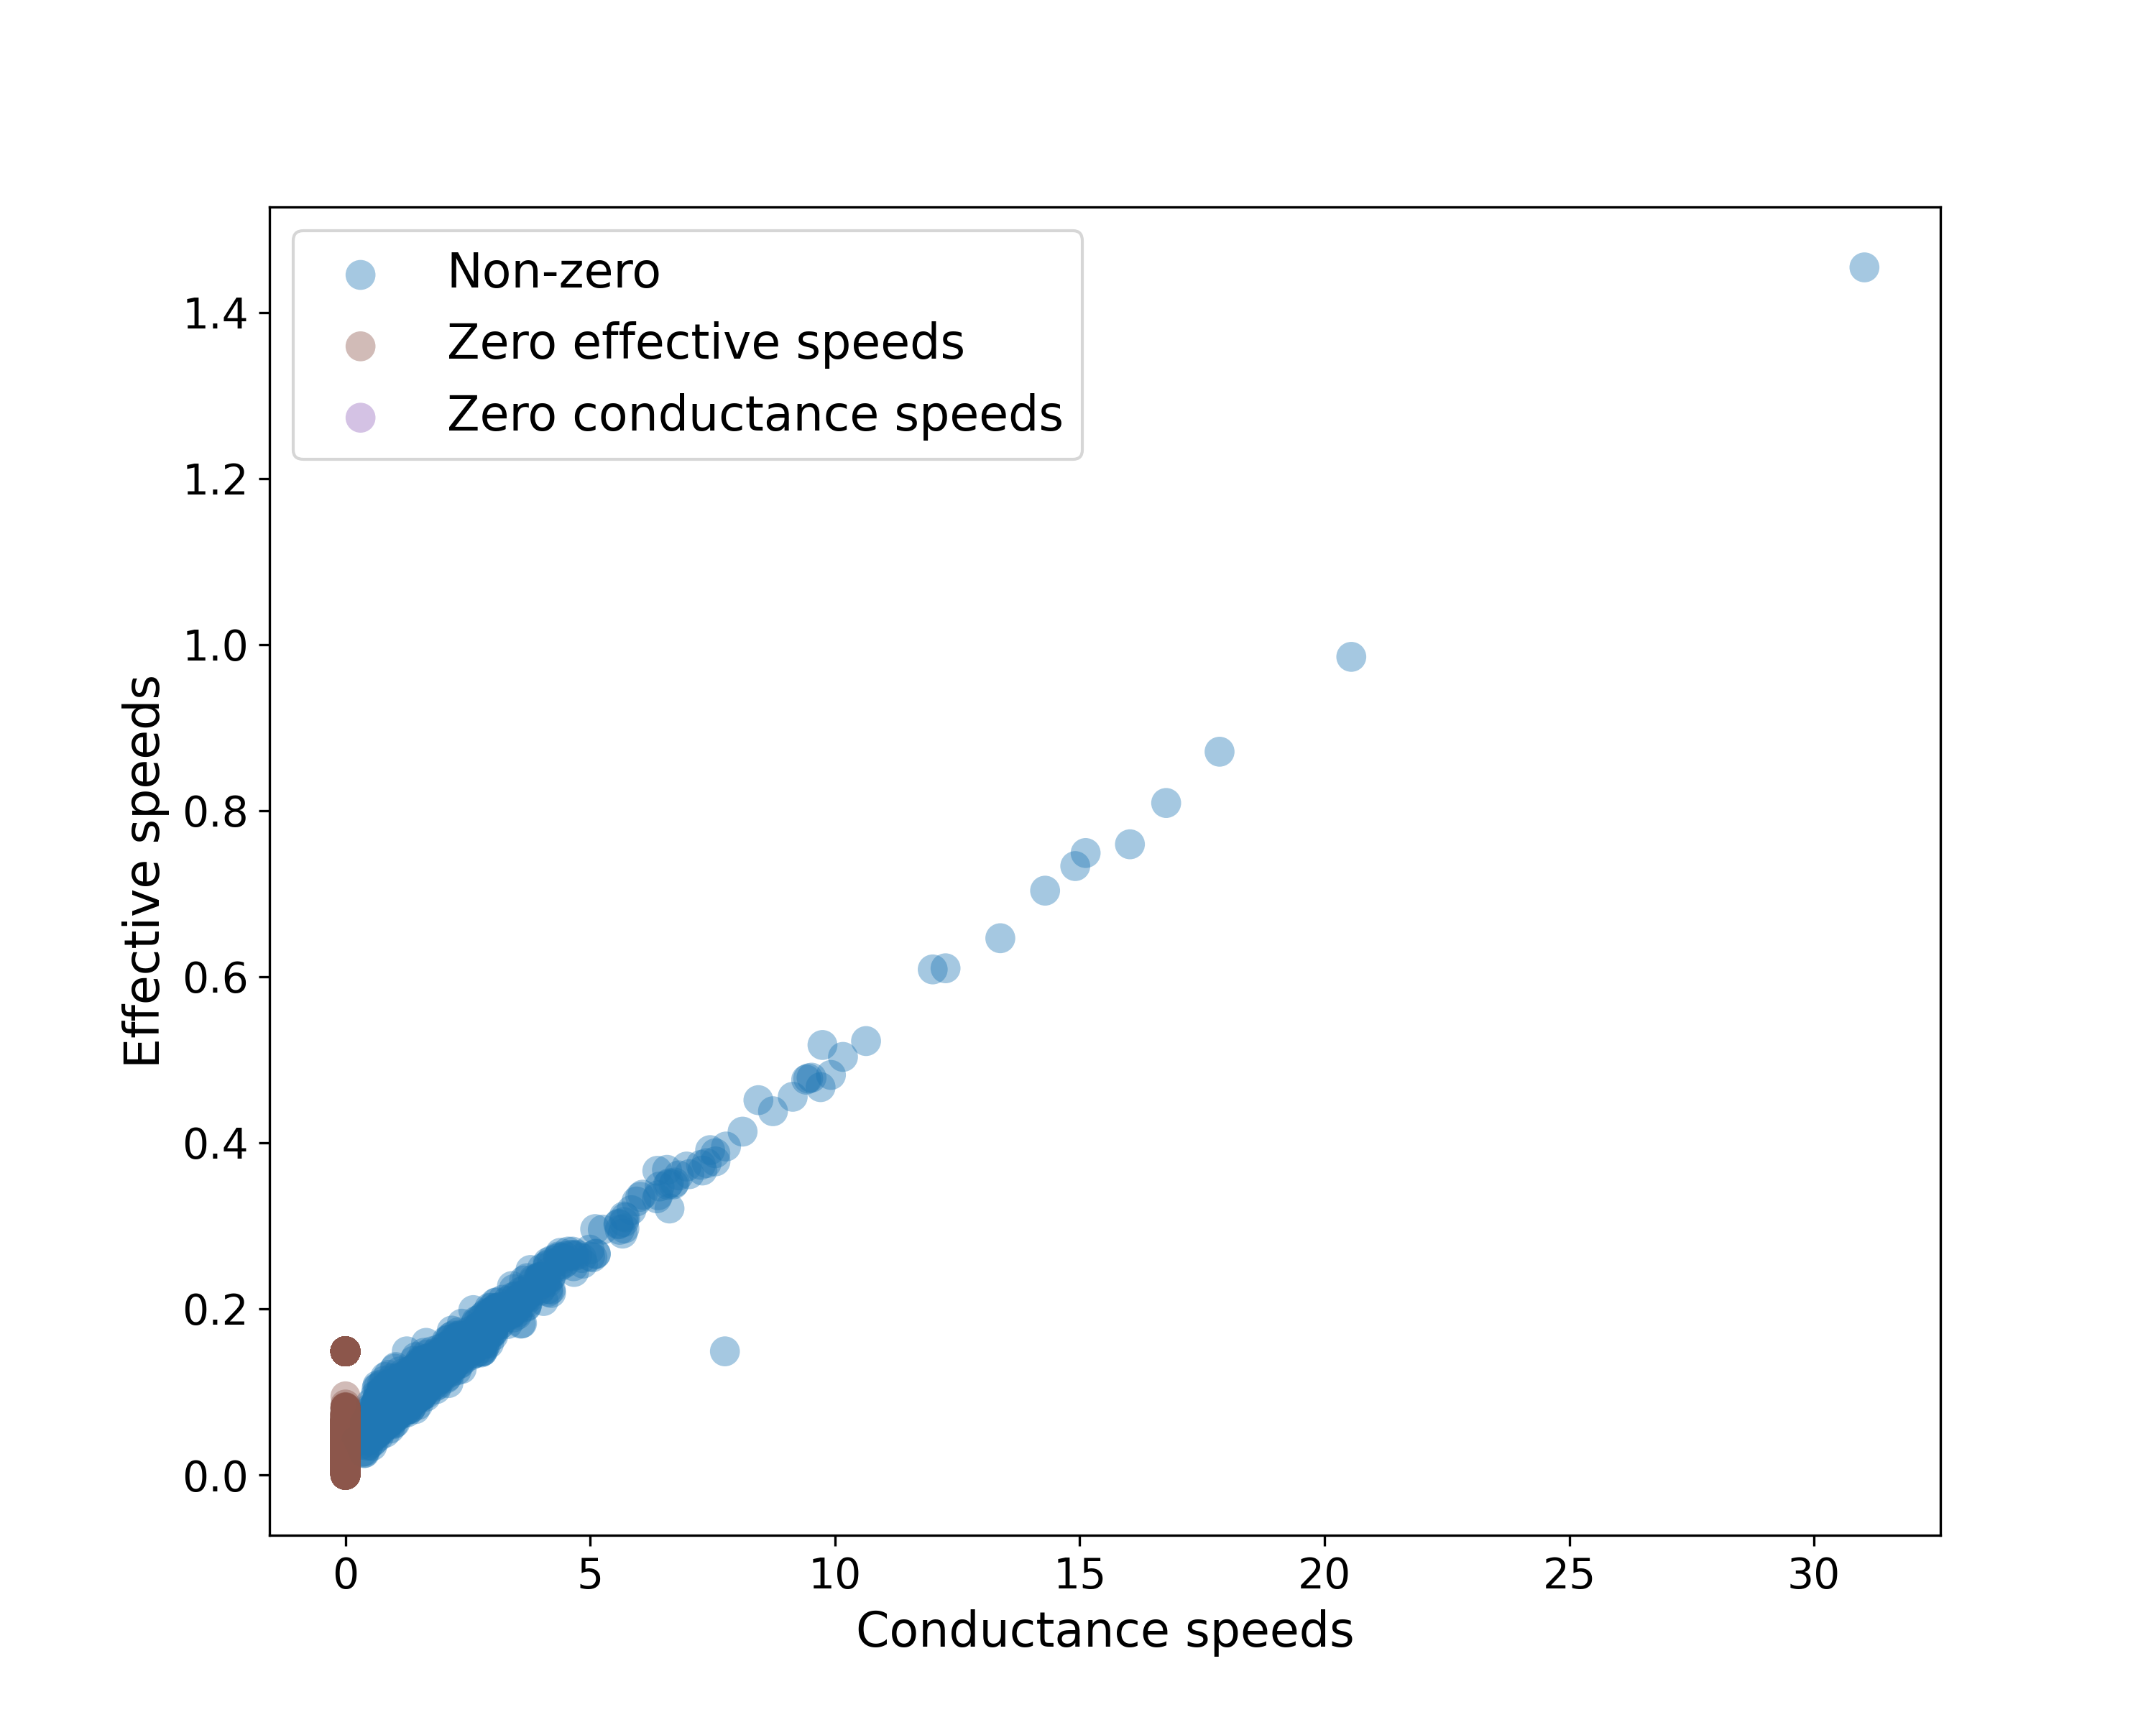 Non-zero
Zero effective speeds
Zero conductance speeds
1.4
1.2
1.0
0.8
0.6
0.4
0.2
0.0
Effective speeds
0 5 10 15 20 25 30
Conductance speeds